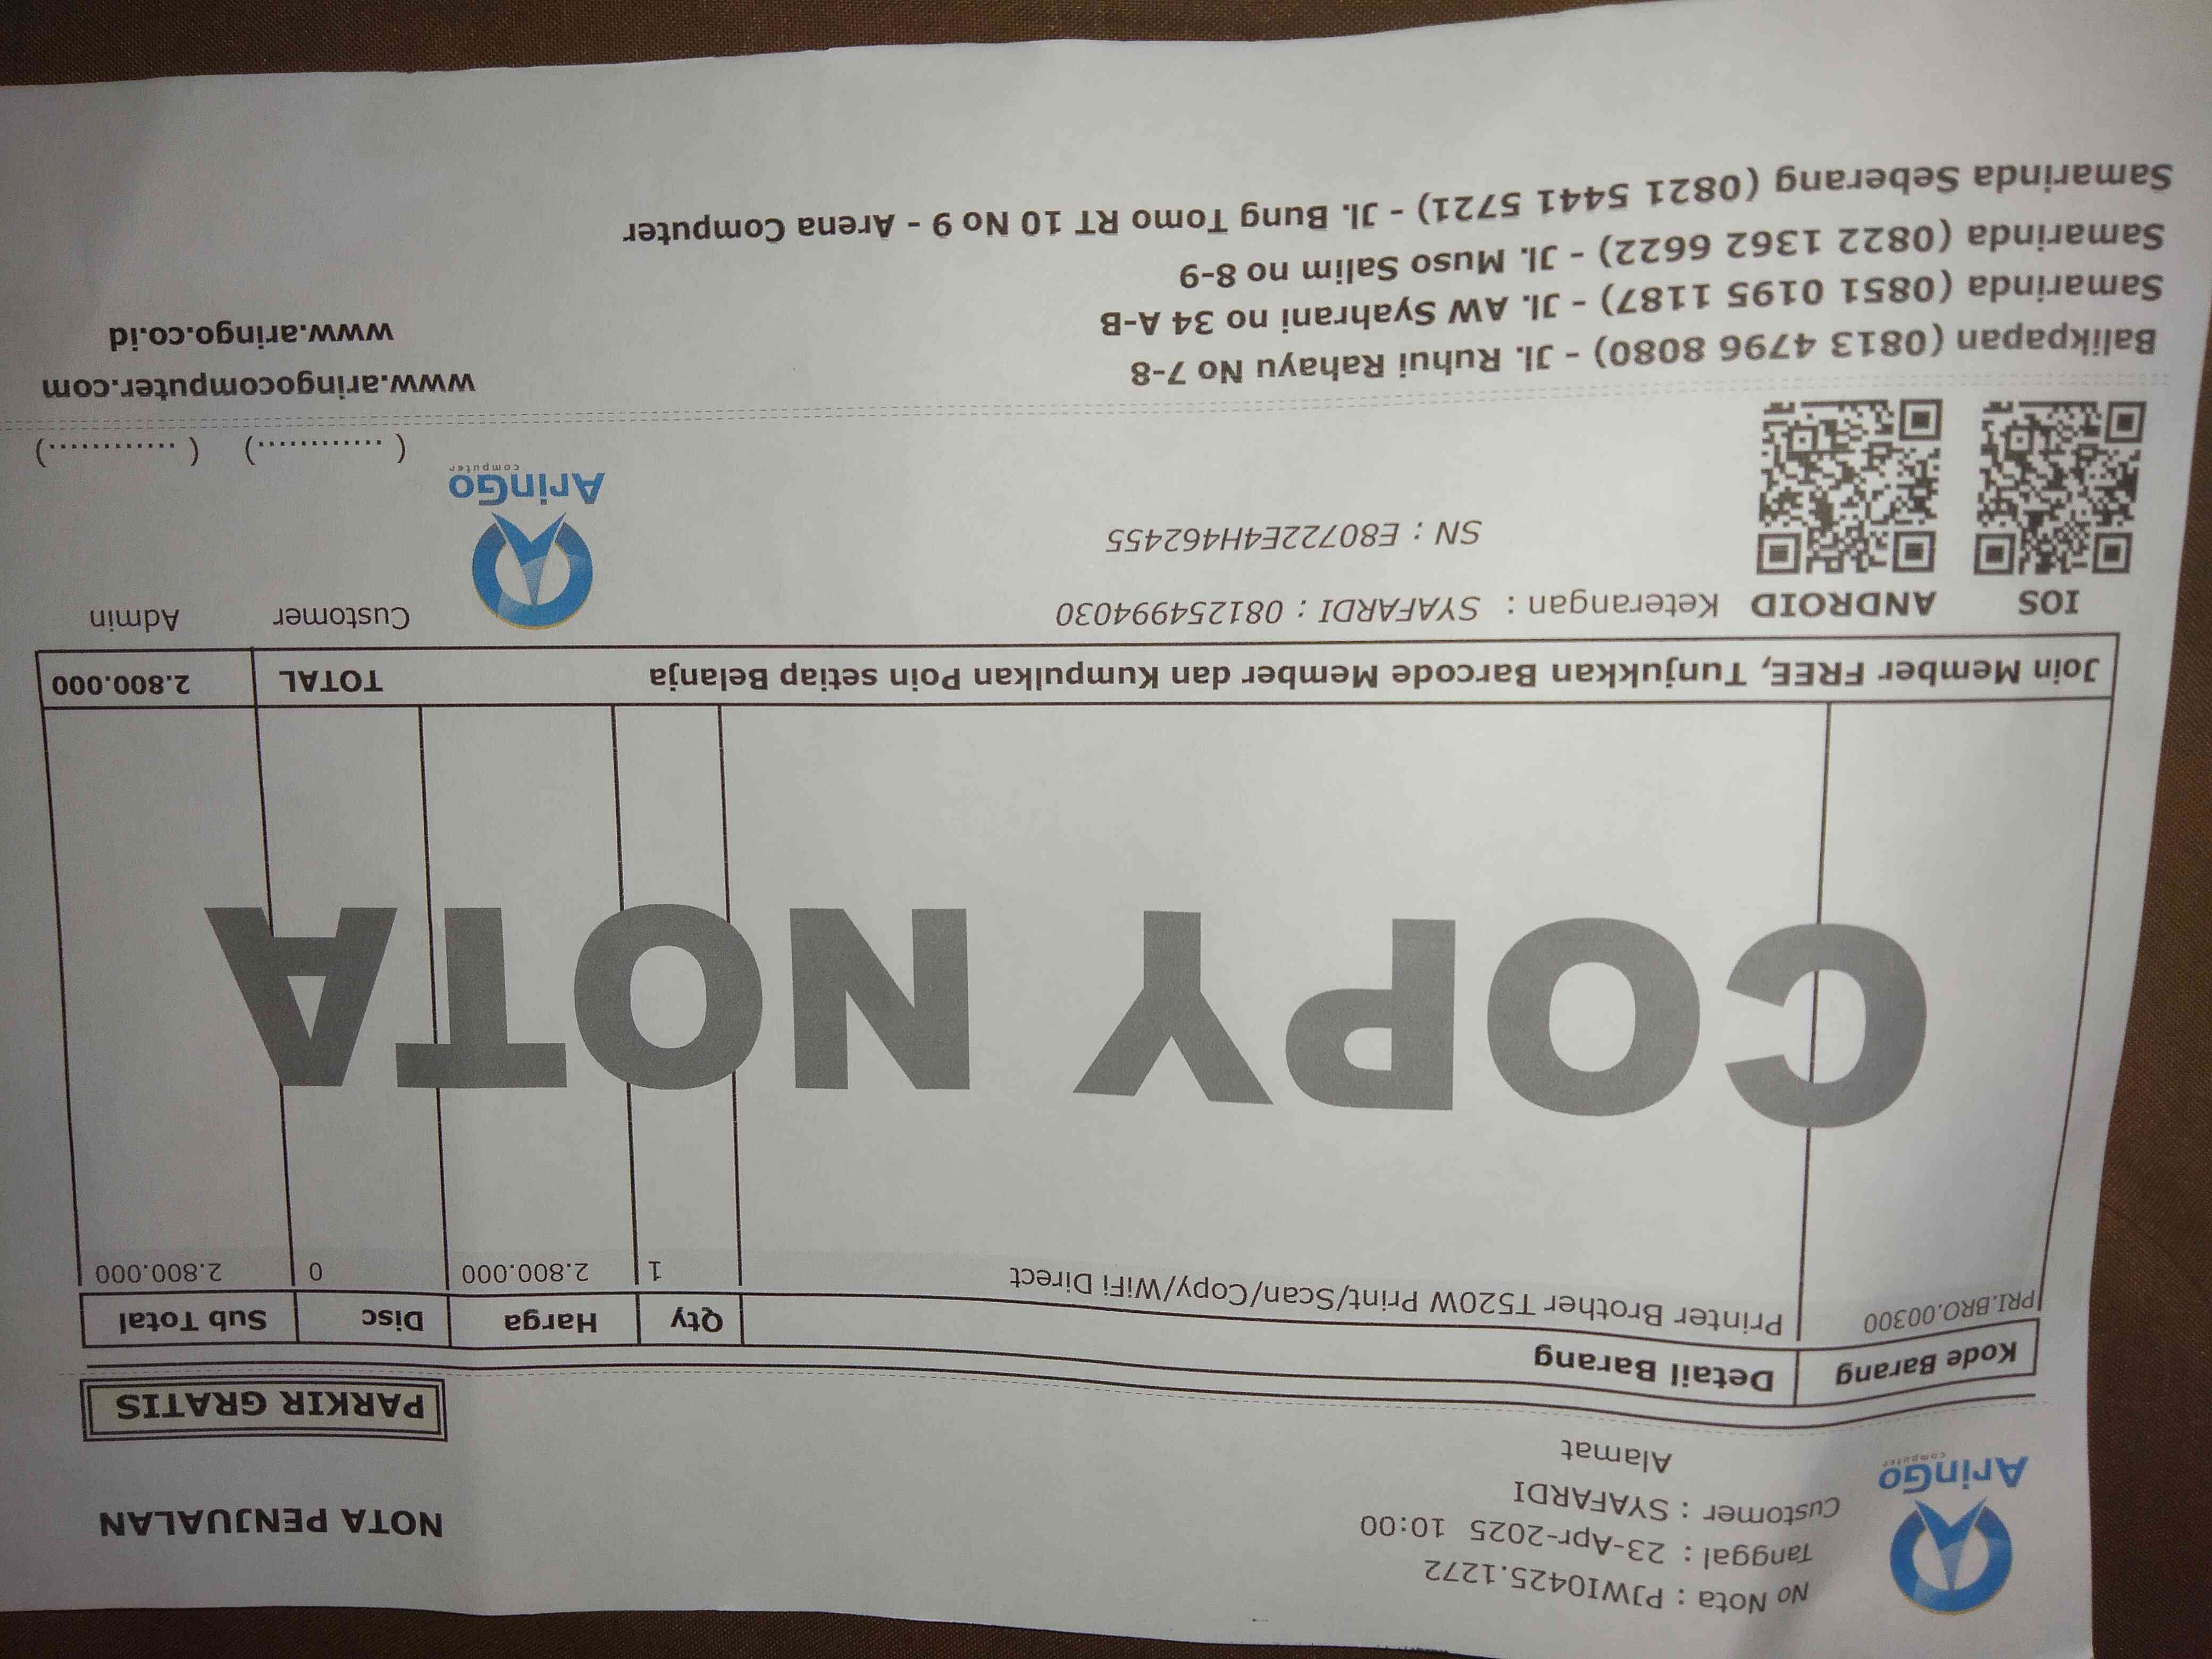 ArinGo
computer
No Nota : PJWI0425.1272
Tanggal : 23-Apr-2025 10:00
Customer : SYAFARDI
Alamat
NOTA PENJUALAN
PARKIR GRATIS
Kode Barang Detail Barang Qty Harga Disc Sub Total
PRI.BRO.00300 Printer Brother T520W Print/Scan/Copy/WiFi Direct 1 2.800.000 0 2.800.000
COPY NOTA
Join Member FREE, Tunjukkan Barcode Member dan Kumpulkan Poin setiap Belanja TOTAL 2.800.000
IOS ANDROID Keterangan : SYAFARDI : 081254994030
SN : E80722E4H462455
ArinGo
computer
Customer Admin
( ............) ( ............)
Balikpapan (0813 4796 8080) - Jl. Ruhui Rahayu No 7-8
Samarinda (0851 0195 1187) - Jl. AW Syahrani no 34 A-B
Samarinda (0822 1362 6622) - Jl. Muso Salim no 8-9
Samarinda Seberang (0821 5441 5721) - Jl. Bung Tomo RT 10 No 9 - Arena Computer
www.aringocomputer.com
www.aringo.co.id